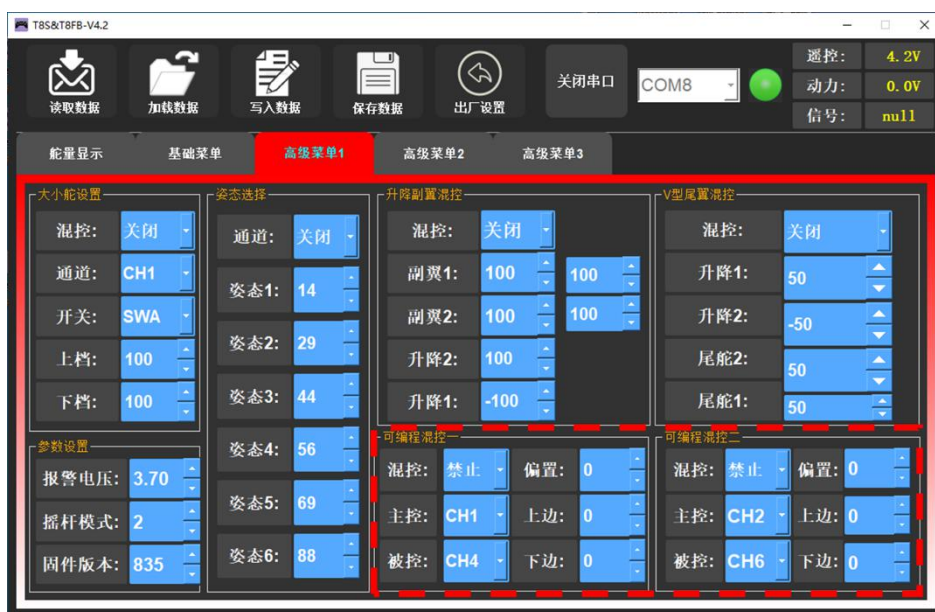 T8S&T8FB-V4.2
读取数据 加载数据 写入数据 保存数据 出厂设置 关闭串口 COM8
遥控: 4.2V
动力: 0.0V
信号: null
舵量显示 基础菜单 高级菜单1 高级菜单2 高级菜单3
大小舵设置
混控: 关闭
通道: CH1
开关: SWA
上档: 100
下档: 100
参数设置
报警电压: 3.70
摇杆模式: 2
固件版本: 835
姿态选择
通道: 关闭
姿态1: 14
姿态2: 29
姿态3: 44
姿态4: 56
姿态5: 69
姿态6: 88
升降副翼混控
混控: 关闭
副翼1: 100 100
副翼2: 100 100
升降2: 100
升降1: -100
V型尾翼混控
混控: 关闭
升降1: 50
升降2: -50
尾舵2: 50
尾舵1: 50
可编程混控一
混控: 禁止 偏置: 0
主控: CH1 上边: 0
被控: CH4 下边: 0
可编程混控二
混控: 禁止 偏置: 0
主控: CH2 上边: 0
被控: CH6 下边: 0